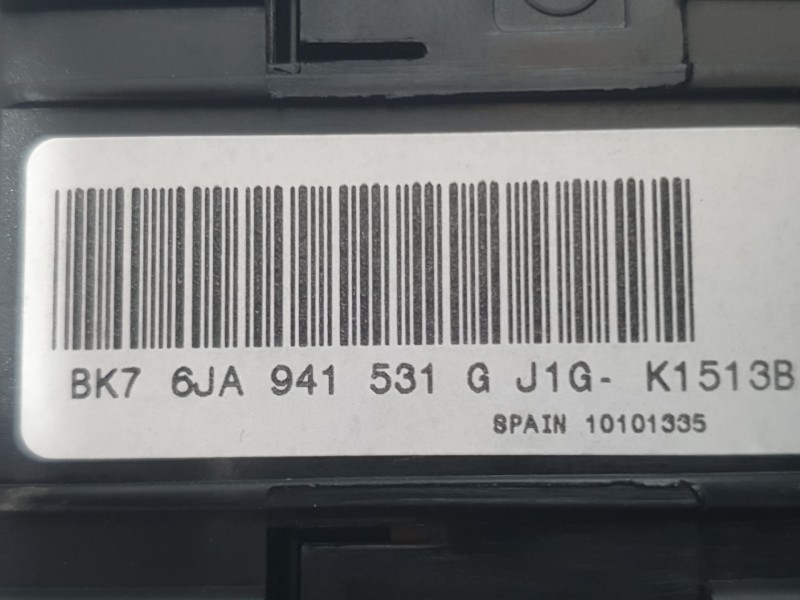 BK7 6JA 941 531 G J1G- K1513B
SPAIN 10101335